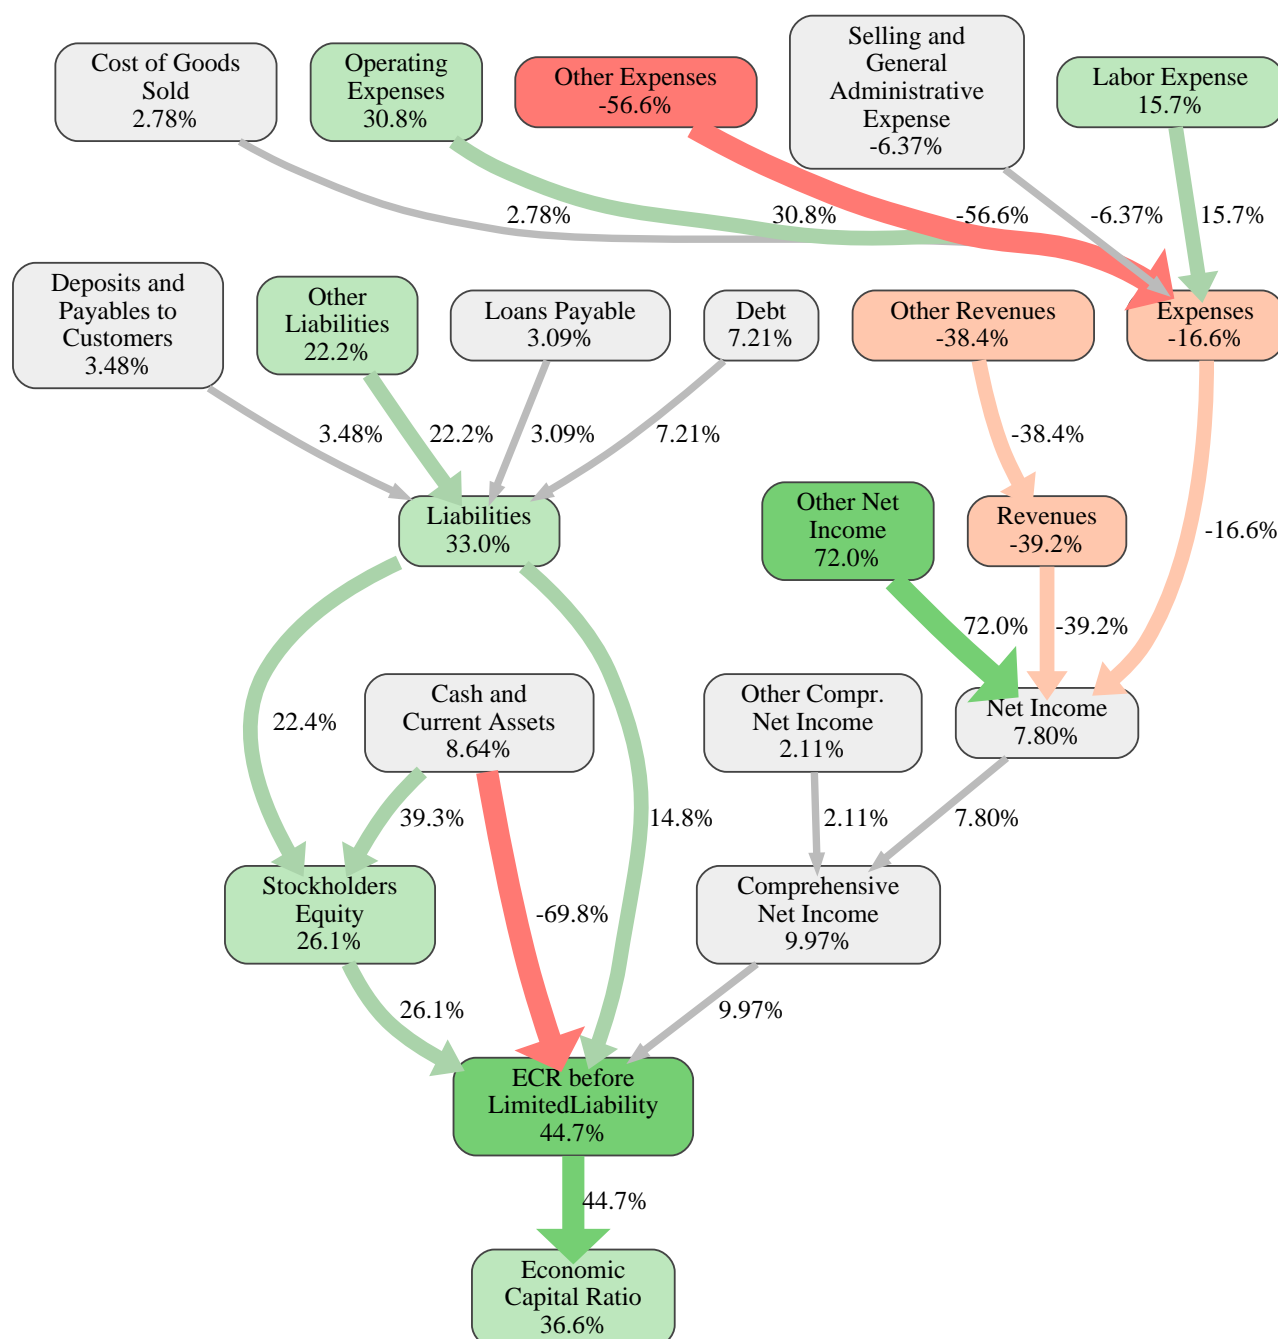 Cost of Goods
Sold
2.78%
Operating
Expenses
30.8%
Other Expenses
-56.6%
Selling and
General
Administrative
Expense
-6.37%
Labor Expense
15.7%
2.78%
30.8%
-56.6%
-6.37%
15.7%
Deposits and
Payables to
Customers
3.48%
Other
Liabilities
22.2%
Loans Payable
3.09%
Debt
7.21%
Other Revenues
-38.4%
Expenses
-16.6%
3.48%
22.2%
3.09%
7.21%
-38.4%
-16.6%
Liabilities
33.0%
Other Net
Income
72.0%
Revenues
-39.2%
72.0%
-39.2%
22.4%
Cash and
Current Assets
8.64%
Other Compr.
Net Income
2.11%
Net Income
7.80%
39.3%
14.8%
2.11%
7.80%
Stockholders
Equity
26.1%
-69.8%
Comprehensive
Net Income
9.97%
26.1%
9.97%
ECR before
LimitedLiability
44.7%
44.7%
Economic
Capital Ratio
36.6%